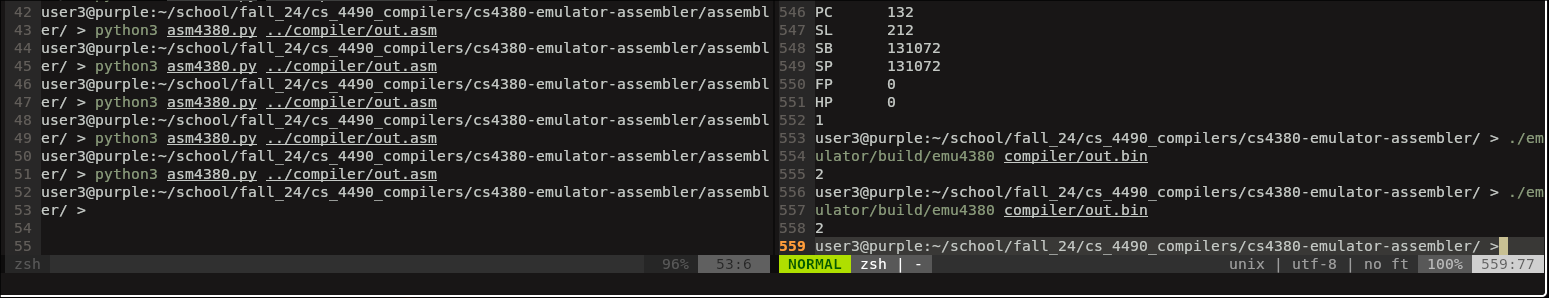 42 user3@purple:~/school/fall_24/cs_4490_compilers/cs4380-emulator-assembler/assembl
43 er/ > python3 asm4380.py ../compiler/out.asm
44 user3@purple:~/school/fall_24/cs_4490_compilers/cs4380-emulator-assembler/assembl
45 er/ > python3 asm4380.py ../compiler/out.asm
46 user3@purple:~/school/fall_24/cs_4490_compilers/cs4380-emulator-assembler/assembl
47 er/ > python3 asm4380.py ../compiler/out.asm
48 user3@purple:~/school/fall_24/cs_4490_compilers/cs4380-emulator-assembler/assembl
49 er/ > python3 asm4380.py ../compiler/out.asm
50 user3@purple:~/school/fall_24/cs_4490_compilers/cs4380-emulator-assembler/assembl
51 er/ > python3 asm4380.py ../compiler/out.asm
52 user3@purple:~/school/fall_24/cs_4490_compilers/cs4380-emulator-assembler/assembl
53 er/ >
54
55
zsh 96% 53:6
546 PC 132
547 SL 212
548 SB 131072
549 SP 131072
550 FP 0
551 HP 0
552 1
553 user3@purple:~/school/fall_24/cs_4490_compilers/cs4380-emulator-assembler/ > ./em
554 ulator/build/emu4380 compiler/out.bin
555 2
556 user3@purple:~/school/fall_24/cs_4490_compilers/cs4380-emulator-assembler/ > ./em
557 ulator/build/emu4380 compiler/out.bin
558 2
559 user3@purple:~/school/fall_24/cs_4490_compilers/cs4380-emulator-assembler/ >
NORMAL zsh | - unix | utf-8 | no ft 100% 559:77